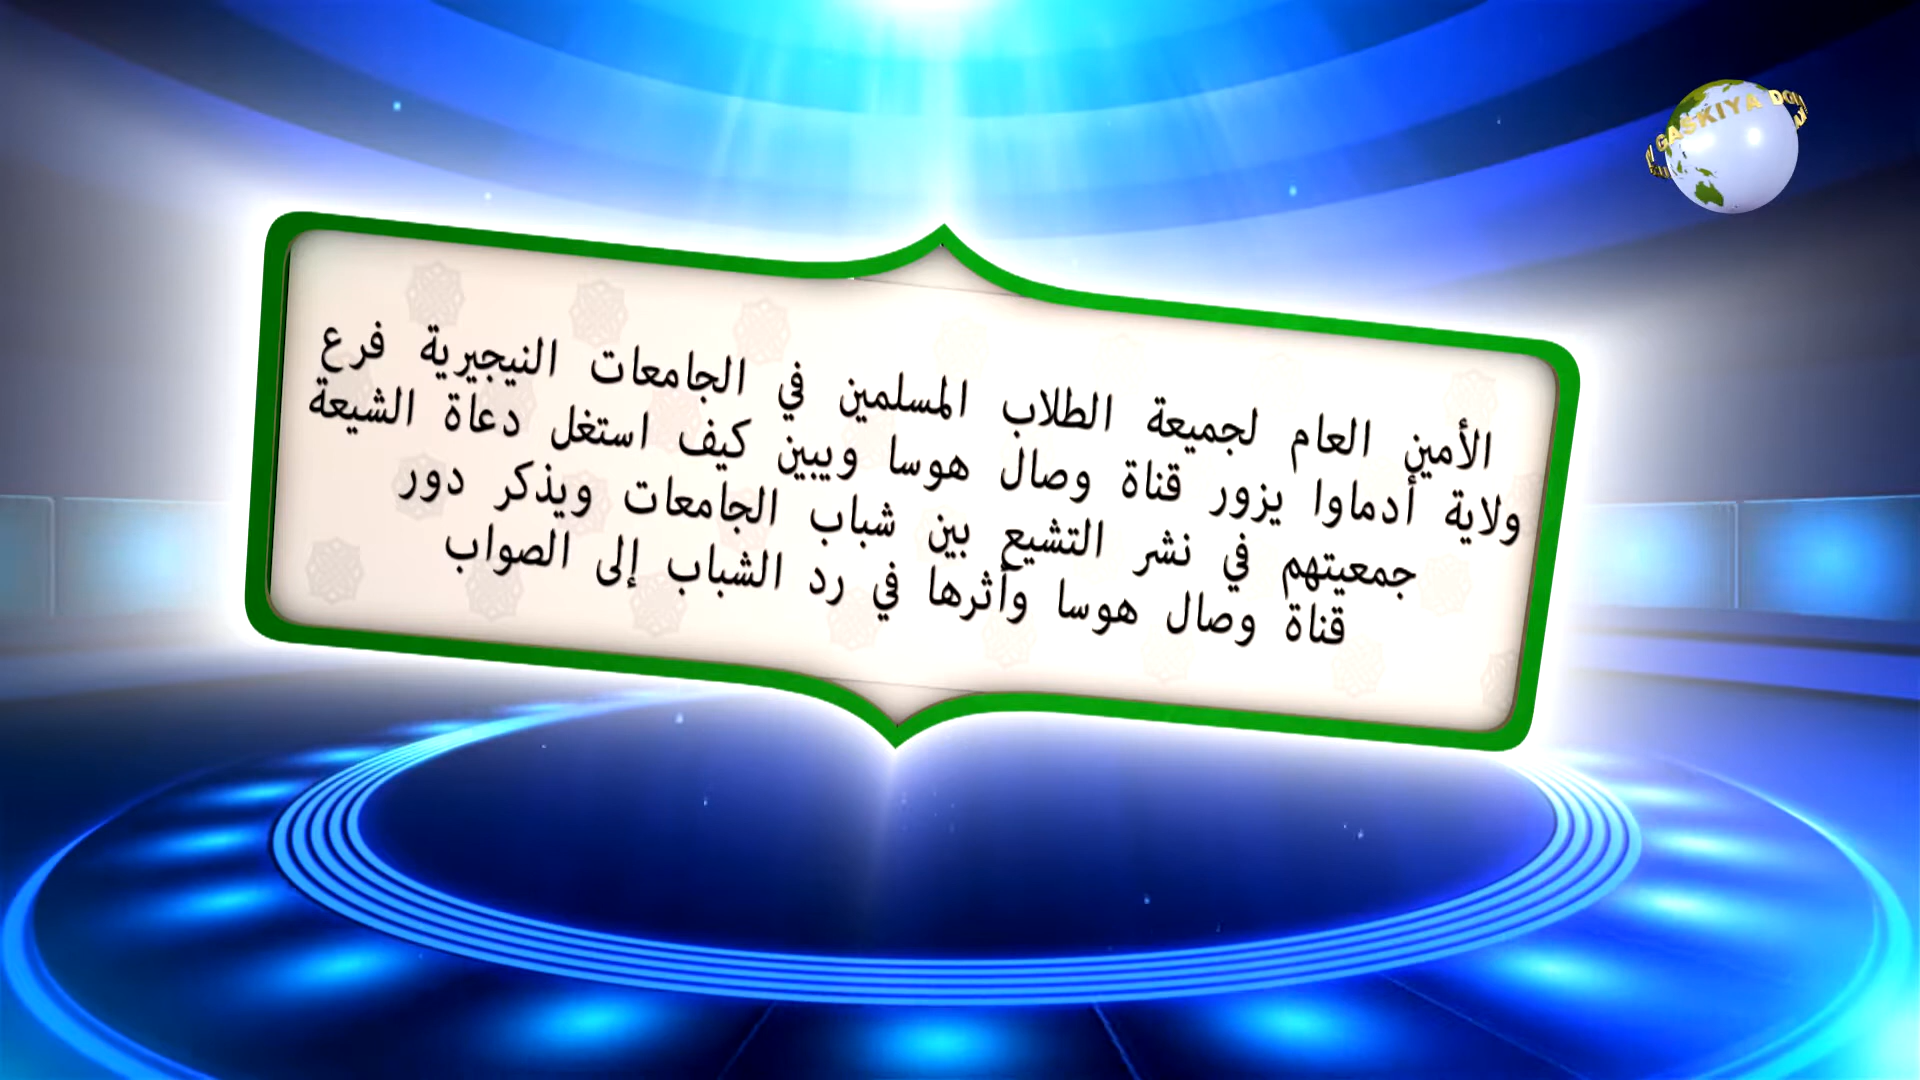 الأمين العام لجميعة الطلاب المسلمين في الجامعات النيجيرية فرع
ولاية أدماوا يزور قناة وصال هوسا ويبين كيف استغل دعاة الشيعة
جمعيتهم في نشر التشيع بين شباب الجامعات ويذكر دور
قناة وصال هوسا وأثرها في رد الشباب إلى الصواب
GASKIYA